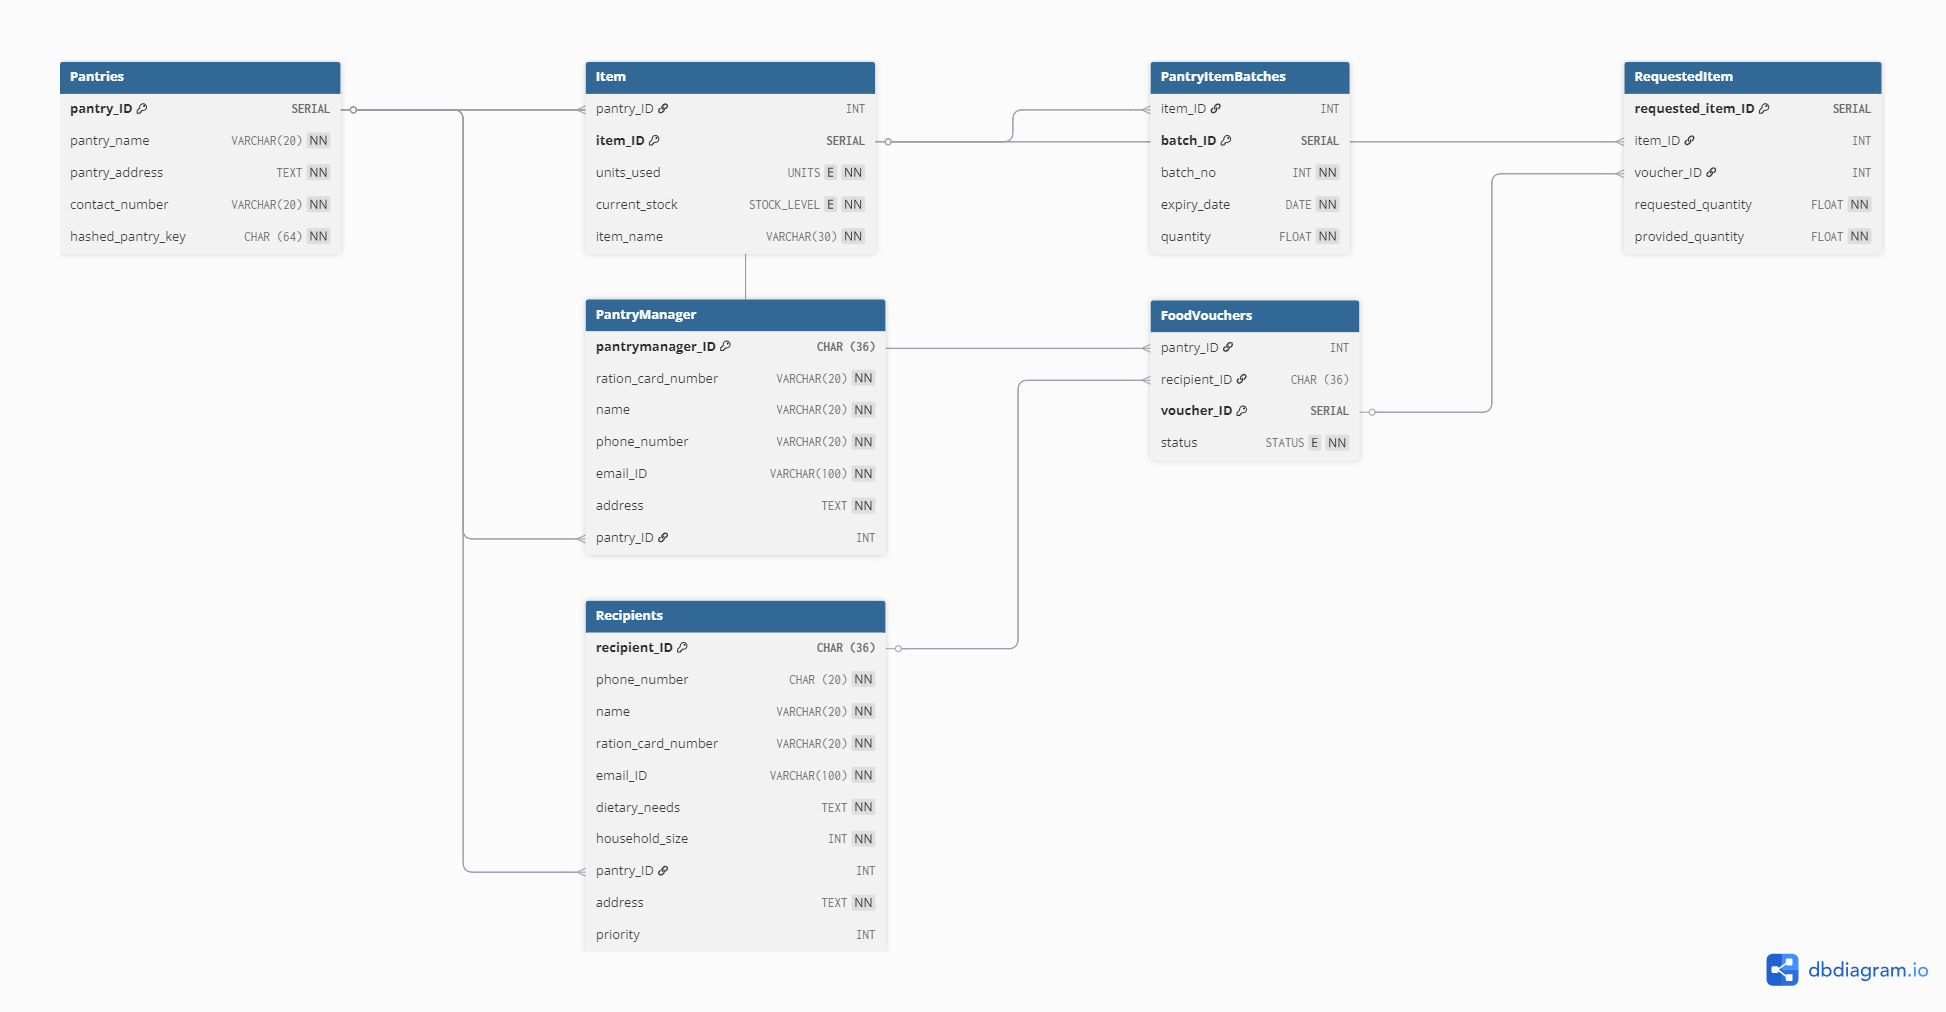 Pantries
pantry_ID SERIAL
pantry_name VARCHAR(20) NN
pantry_address TEXT NN
contact_number VARCHAR(20) NN
hashed_pantry_key CHAR (64) NN
Item
pantry_ID INT
item_ID SERIAL
units_used UNITS E NN
current_stock STOCK_LEVEL E NN
item_name VARCHAR(30) NN
PantryItemBatches
item_ID INT
batch_ID SERIAL
batch_no INT NN
expiry_date DATE NN
quantity FLOAT NN
RequestedItem
requested_item_ID SERIAL
item_ID INT
voucher_ID INT
requested_quantity FLOAT NN
provided_quantity FLOAT NN
PantryManager
pantrymanager_ID CHAR (36)
ration_card_number VARCHAR(20) NN
name VARCHAR(20) NN
phone_number VARCHAR(20) NN
email_ID VARCHAR(100) NN
address TEXT NN
pantry_ID INT
FoodVouchers
pantry_ID INT
recipient_ID CHAR (36)
voucher_ID SERIAL
status STATUS E NN
Recipients
recipient_ID CHAR (36)
phone_number CHAR (20) NN
name VARCHAR(20) NN
ration_card_number VARCHAR(20) NN
email_ID VARCHAR(100) NN
dietary_needs TEXT NN
household_size INT NN
pantry_ID INT
address TEXT NN
priority INT
dbdiagram.io